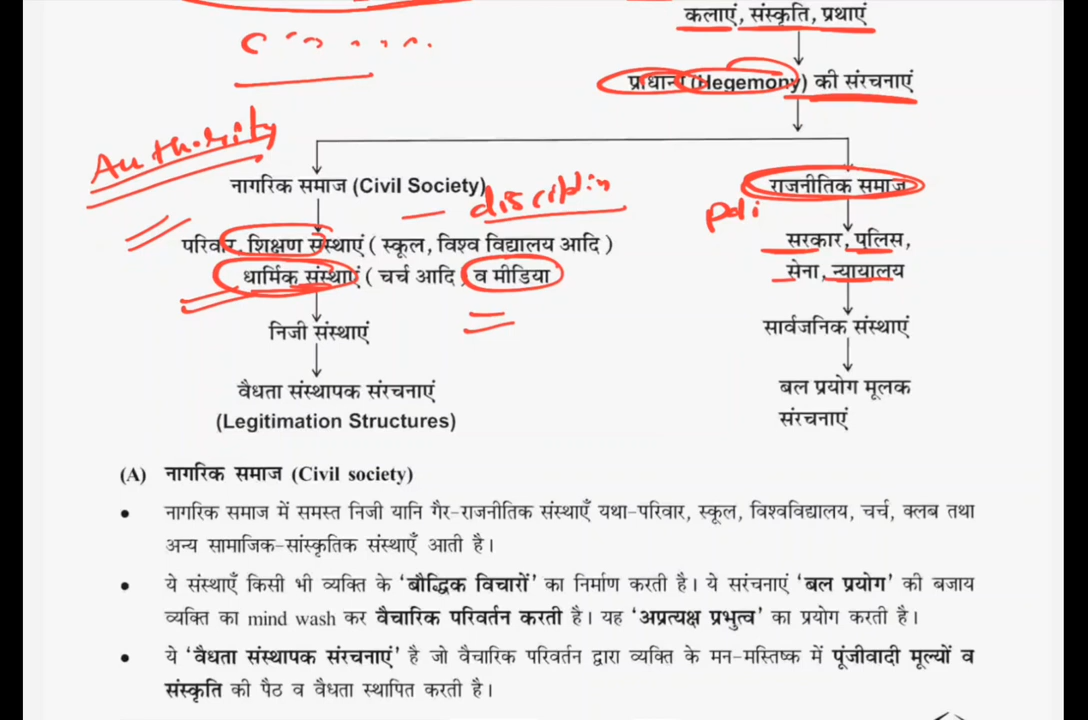 कलाएं, संस्कृति, प्रथाएं
प्राधान्य (Hegemony) की संरचनाएं
Authority
नागरिक समाज (Civil Society)
राजनीतिक समाज
disciplin
poli
परिवार, शिक्षण संस्थाएं ( स्कूल, विश्व विद्यालय आदि )
धार्मिक संस्थाएं ( चर्च आदि ) व मीडिया
सरकार, पुलिस,
सेना, न्यायालय
निजी संस्थाएं
सार्वजनिक संस्थाएं
वैधता संस्थापक संरचनाएं
(Legitimation Structures)
बल प्रयोग मूलक
संरचनाएं
(A) नागरिक समाज (Civil society)
• नागरिक समाज में समस्त निजी यानि गैर-राजनीतिक संस्थाएँ यथा-परिवार, स्कूल, विश्वविद्यालय, चर्च, क्लब तथा
अन्य सामाजिक-सांस्कृतिक संस्थाएँ आती है।
• ये संस्थाएँ किसी भी व्यक्ति के ‘बौद्धिक विचारों’ का निर्माण करती है। ये सरंचनाएं ‘बल प्रयोग’ की बजाय
व्यक्ति का mind wash कर वैचारिक परिवर्तन करती है। यह ‘अप्रत्यक्ष प्रभुत्व’ का प्रयोग करती है।
• ये ‘वैधता संस्थापक संरचनाएं’ है जो वैचारिक परिवर्तन द्वारा व्यक्ति के मन-मस्तिष्क में पूंजीवादी मूल्यों व
संस्कृति की पैठ व वैधता स्थापित करती है।